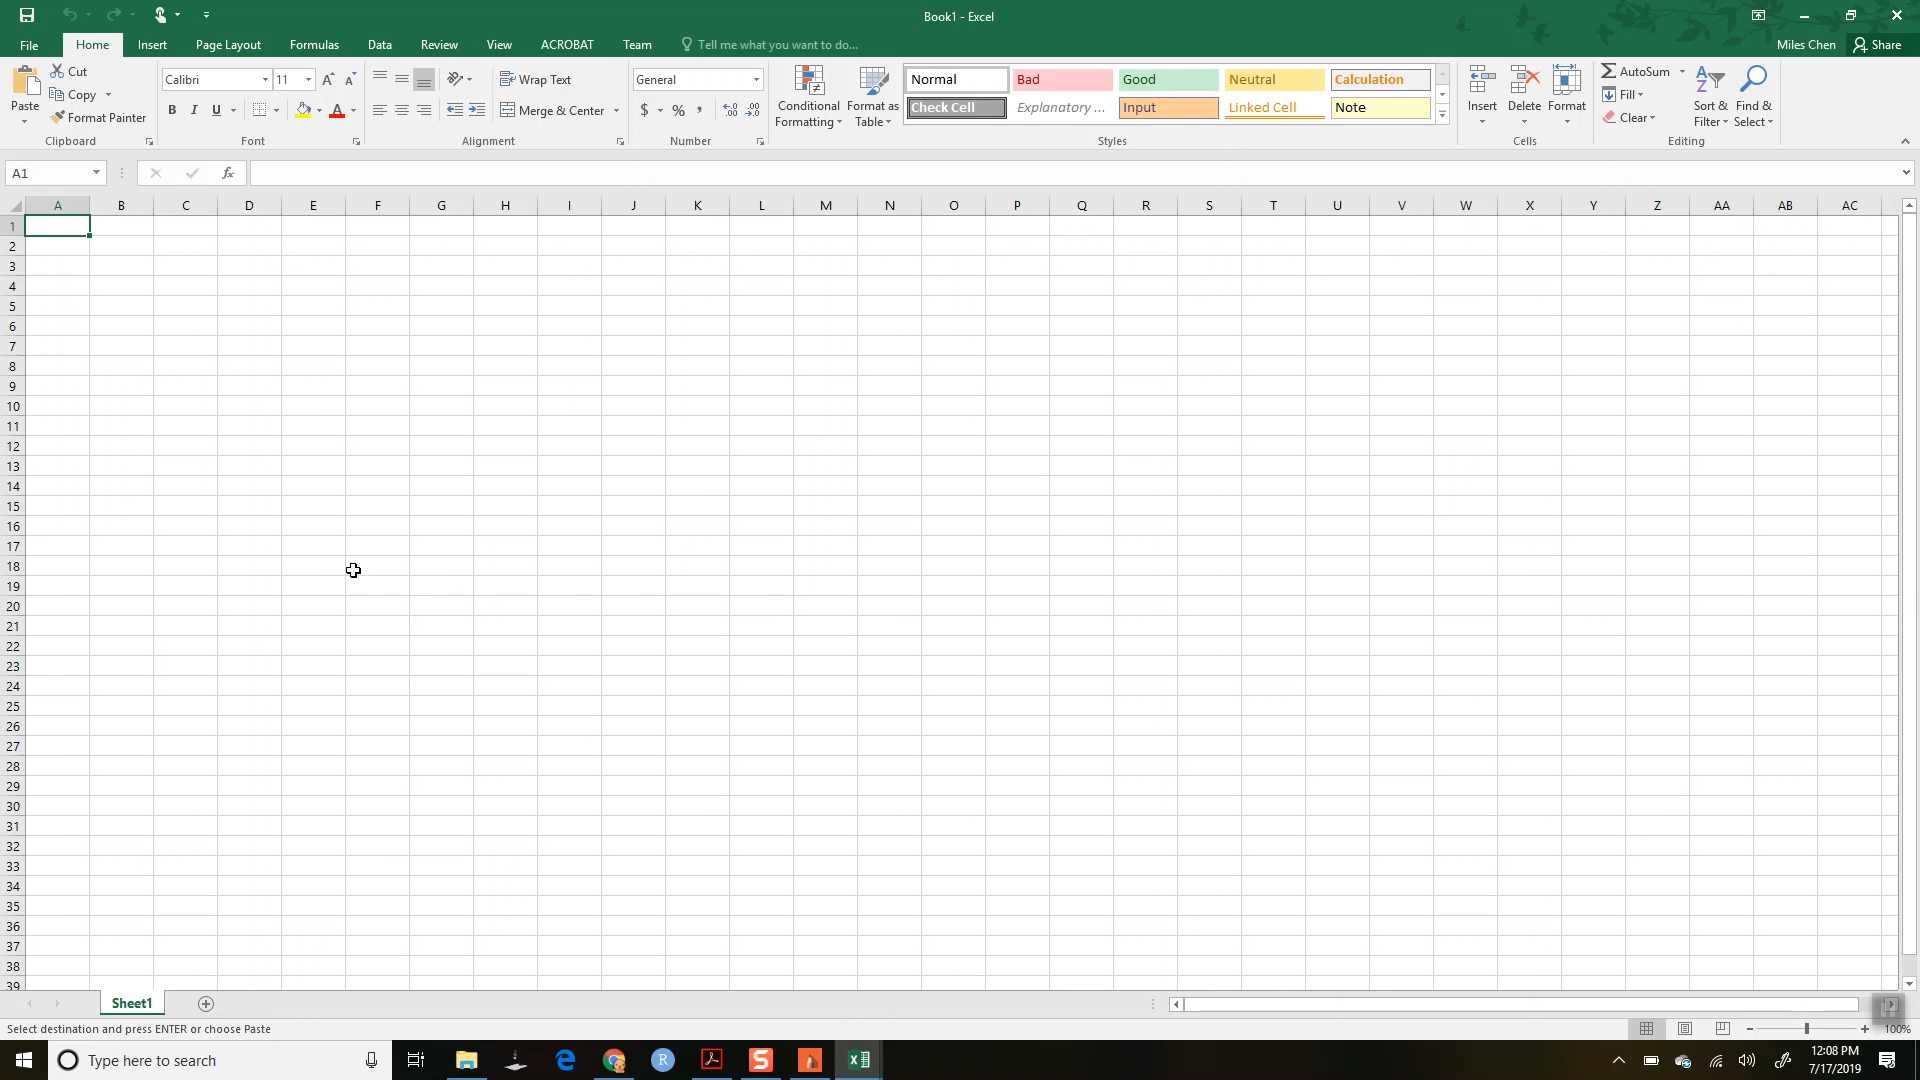 Book1 - Excel
File Home Insert Page Layout Formulas Data Review View ACROBAT Team Tell me what you want to do... Miles Chen Share
Paste
Cut
Copy
Format Painter
Clipboard
Calibri 11
B I U A
Font
Wrap Text
Merge & Center
Alignment
General
$ % ,
Number
Conditional Formatting
Format as Table
Normal Bad Good Neutral Calculation
Check Cell Explanatory ... Input Linked Cell Note
Styles
Insert Delete Format
Cells
AutoSum
Fill
Clear
Sort & Filter
Find & Select
Editing
A1 fx
A B C D E F G H I J K L M N O P Q R S T U V W X Y Z AA AB AC
1
2
3
4
5
6
7
8
9
10
11
12
13
14
15
16
17
18
19
20
21
22
23
24
25
26
27
28
29
30
31
32
33
34
35
36
37
38
39
Sheet1
Select destination and press ENTER or choose Paste 100%
Type here to search
12:08 PM
7/17/2019